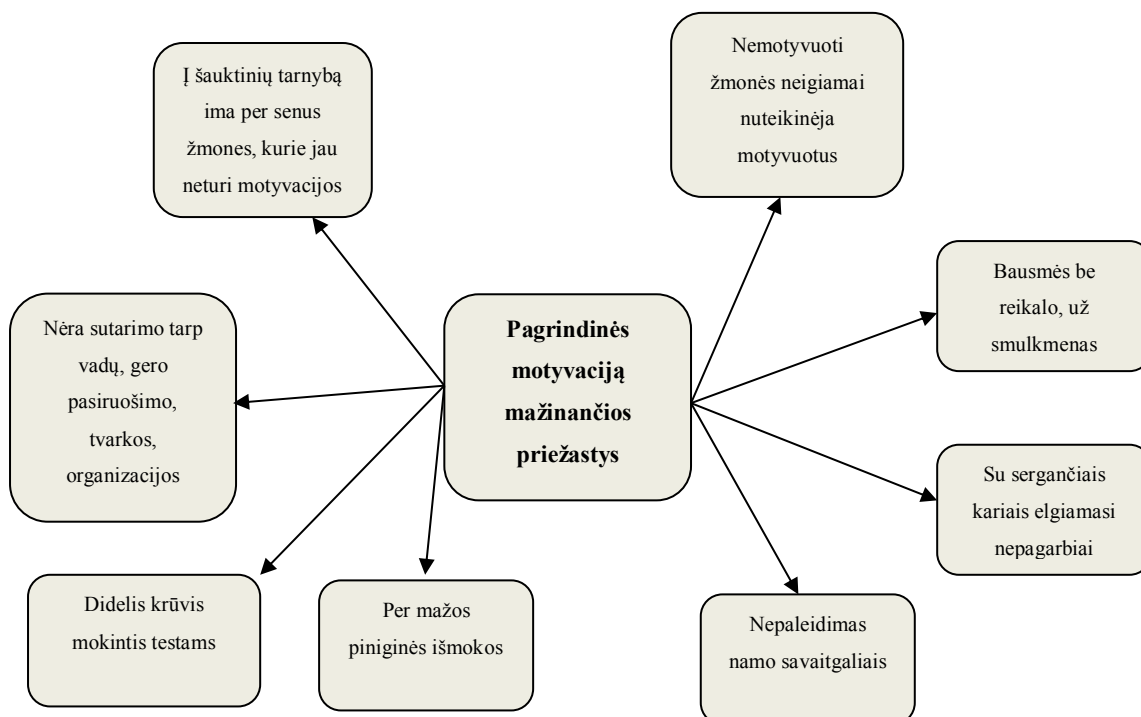 Į šauktinių tarnybą
ima per senus
žmones, kurie jau
neturi motyvacijos
Nemotyvuoti
žmonės neigiamai
nuteikinėja
motyvuotus
Nėra sutarimo tarp
vadų, gero
pasiruošimo,
tvarkos,
organizacijos
Pagrindinės
motyvaciją
mažinančios
priežastys
Bausmės be
reikalo, už
smulkmenas
Su sergančiais
kariais elgiamasi
nepagarbiai
Didelis krūvis
mokintis testams
Per mažos
piniginės išmokos
Nepaleidimas
namo savaitgaliais